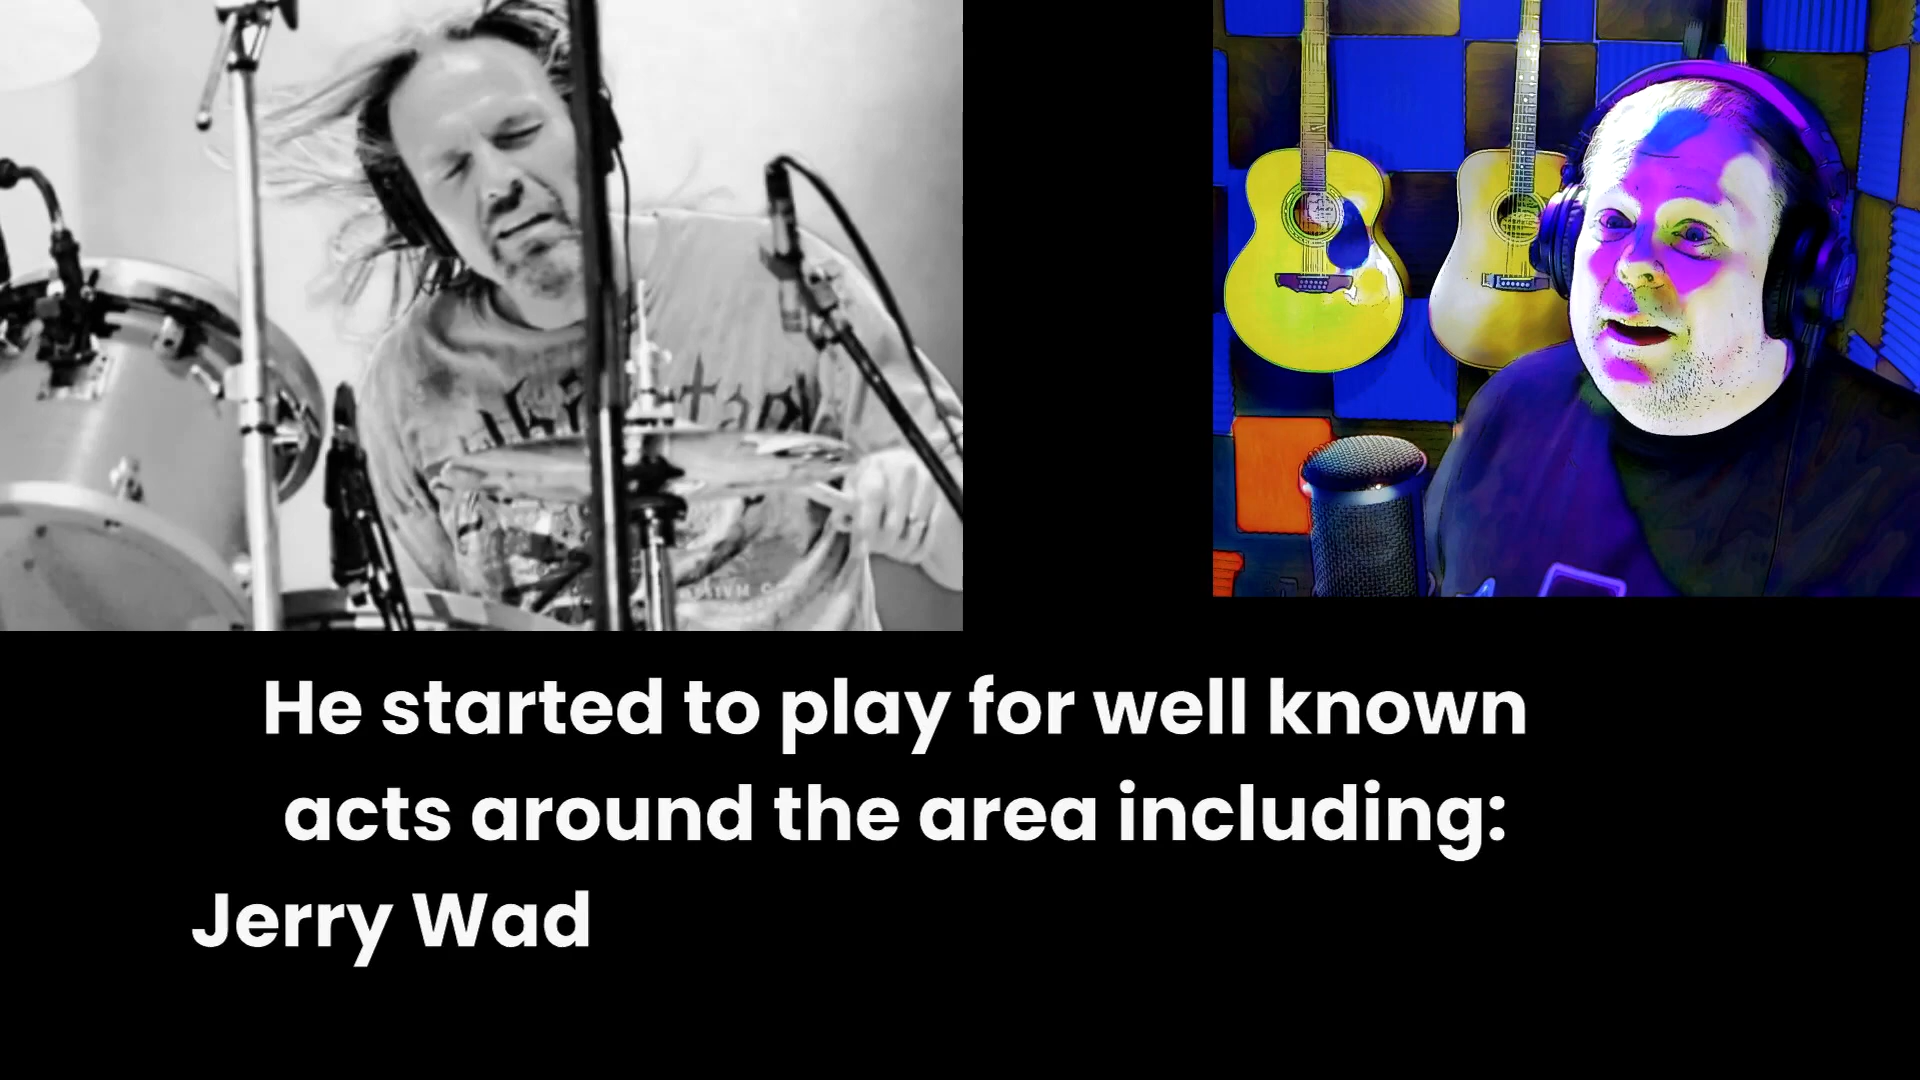 He started to play for well known
acts around the area including:
Jerry Wad